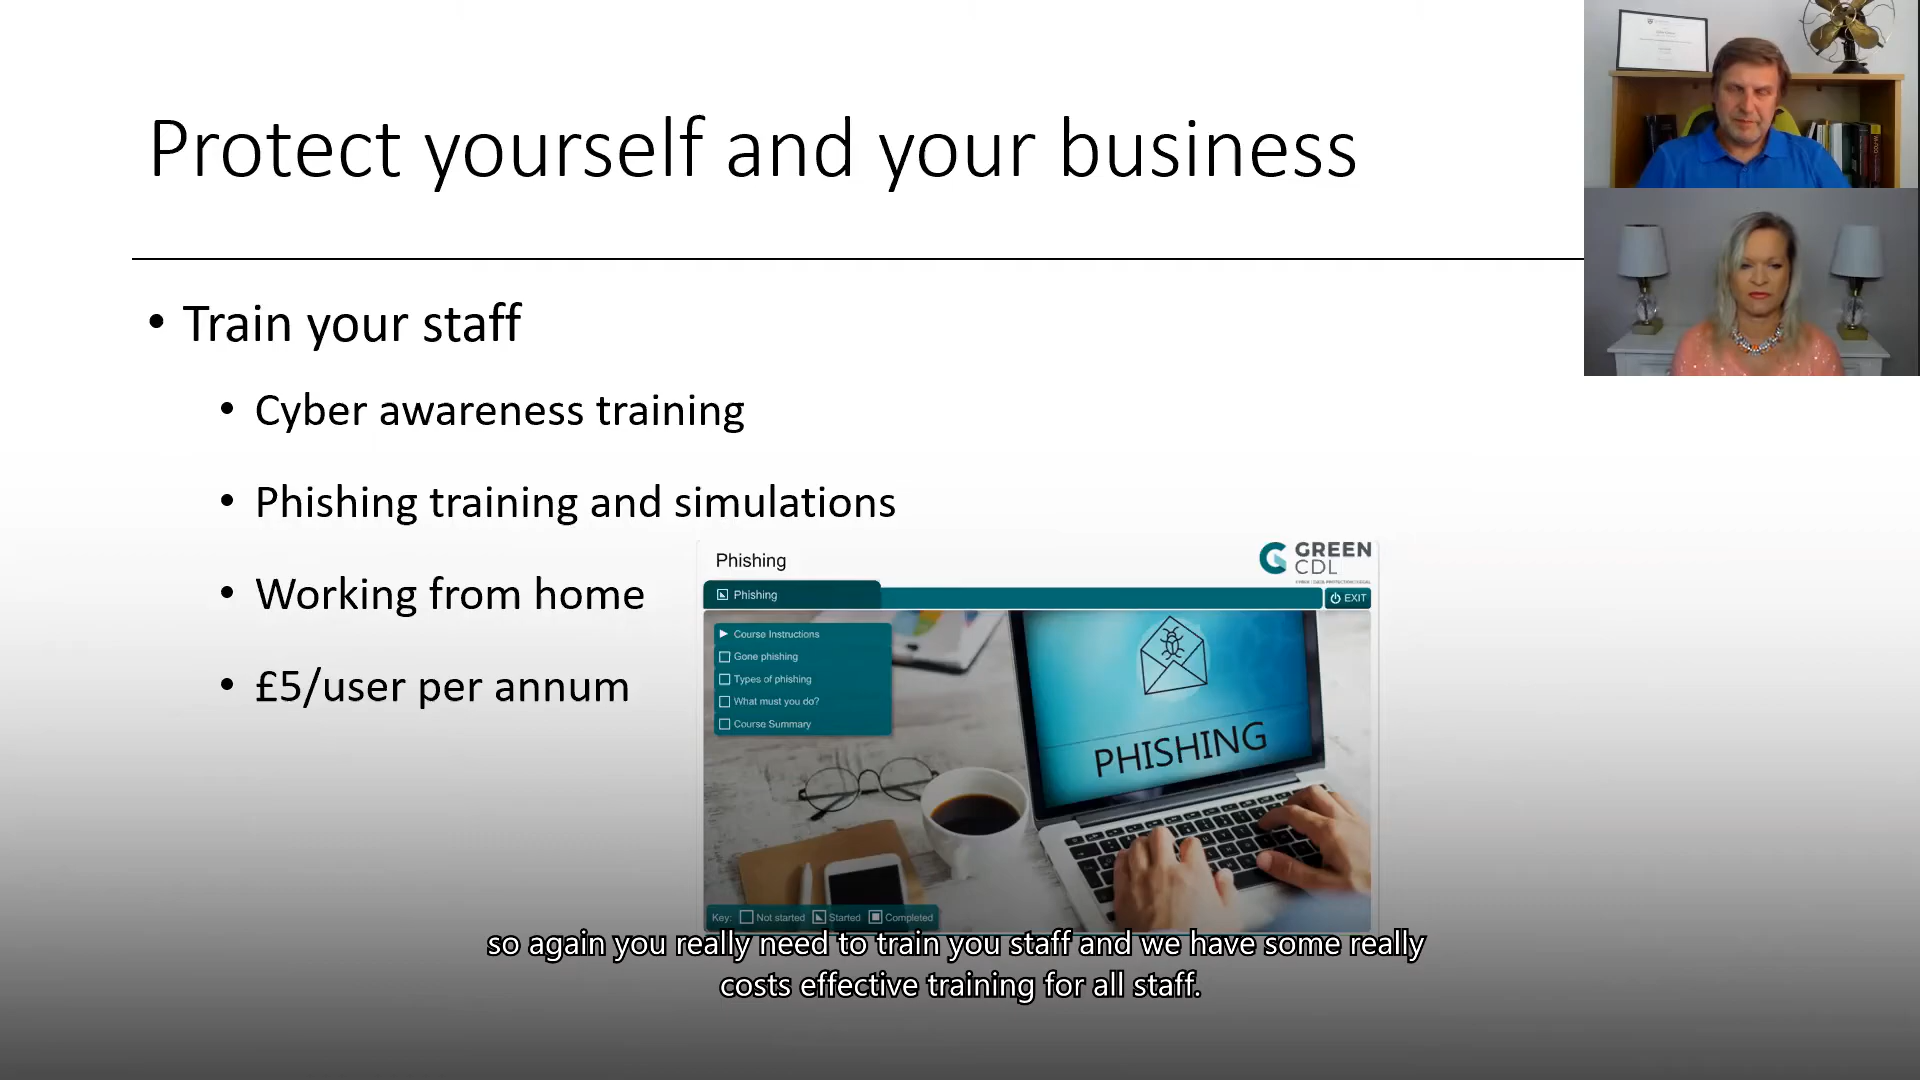 Protect yourself and your business
• Train your staff
• Cyber awareness training
• Phishing training and simulations
• Working from home
• £5/user per annum
Phishing
GREEN
CDL
Phishing
EXIT
Course Instructions
Gone phishing
Types of phishing
What must you do?
Course Summary
PHISHING
Key: Not started Started Completed
so again you really need to train you staff and we have some really
costs effective training for all staff.